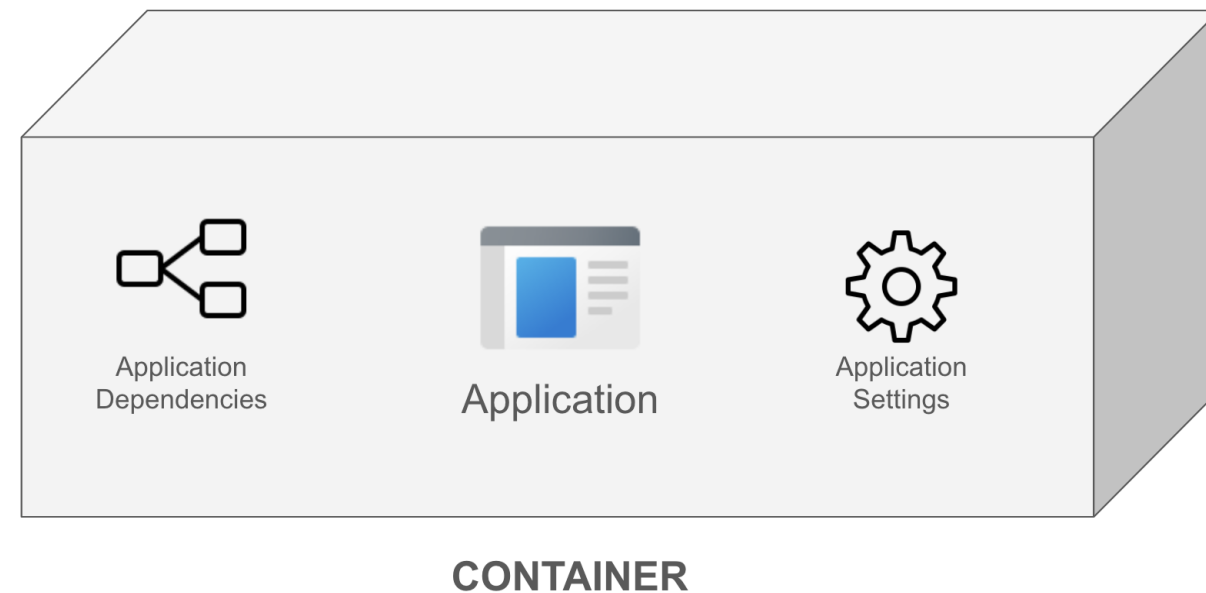 Application
Dependencies
Application
Application
Settings
CONTAINER